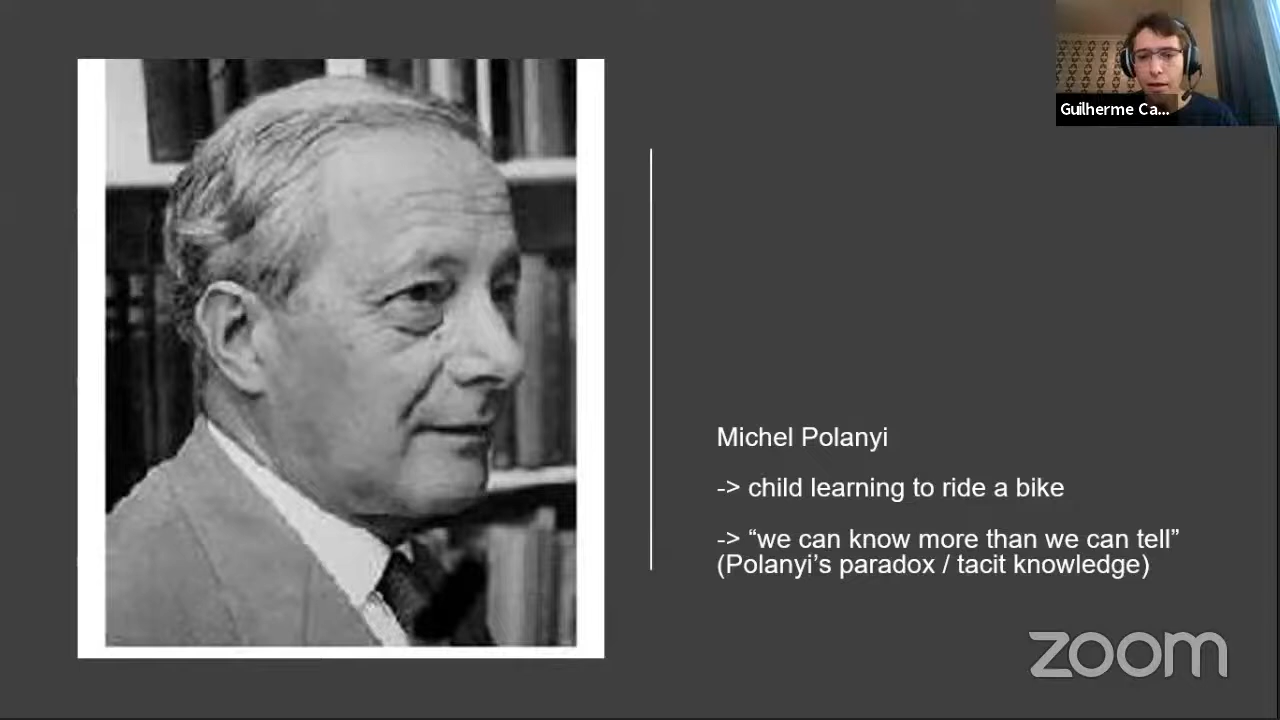 Guilherme Ca...
Michel Polanyi
-> child learning to ride a bike
-> “we can know more than we can tell”
(Polanyi’s paradox / tacit knowledge)
zoom